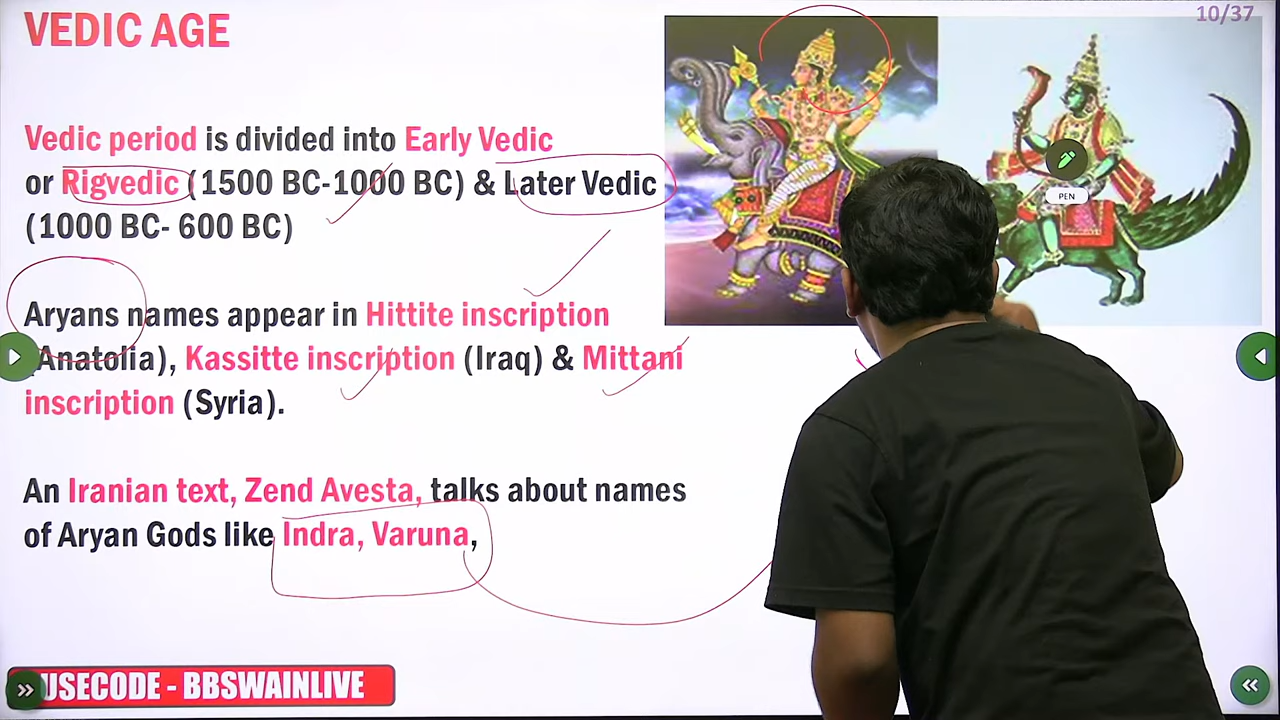 VEDIC AGE
10/37
Vedic period is divided into Early Vedic
or Rigvedic (1500 BC-1000 BC) & Later Vedic
(1000 BC- 600 BC)
PEN
Aryans names appear in Hittite inscription
(Anatolia), Kassitte inscription (Iraq) & Mittani
inscription (Syria).
An Iranian text, Zend Avesta, talks about names
of Aryan Gods like Indra, Varuna,
USECODE - BBSWAINLIVE